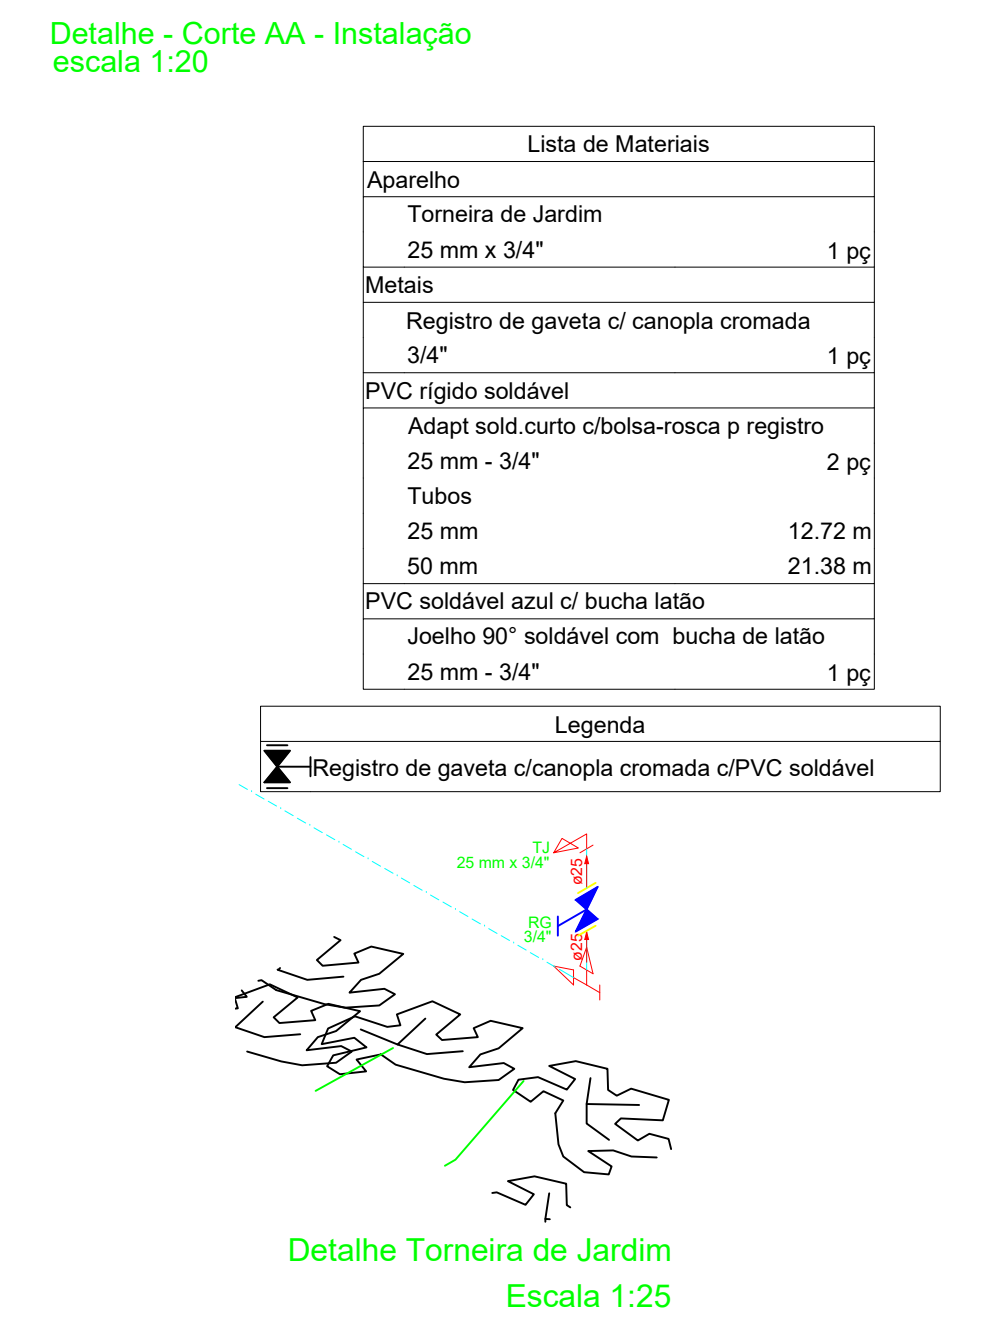 Detalhe - Corte AA - Instalação
escala 1:20
Lista de Materiais
Aparelho
Torneira de Jardim
25 mm x 3/4" 1 pç
Metais
Registro de gaveta c/ canopla cromada
3/4" 1 pç
PVC rígido soldável
Adapt sold.curto c/bolsa-rosca p registro
25 mm - 3/4" 2 pç
Tubos
25 mm 12.72 m
50 mm 21.38 m
PVC soldável azul c/ bucha latão
Joelho 90° soldável com bucha de latão
25 mm - 3/4" 1 pç
Legenda
Registro de gaveta c/canopla cromada c/PVC soldável
TJ
25 mm x 3/4"
ø25
RG
3/4"
ø25
Detalhe Torneira de Jardim
Escala 1:25